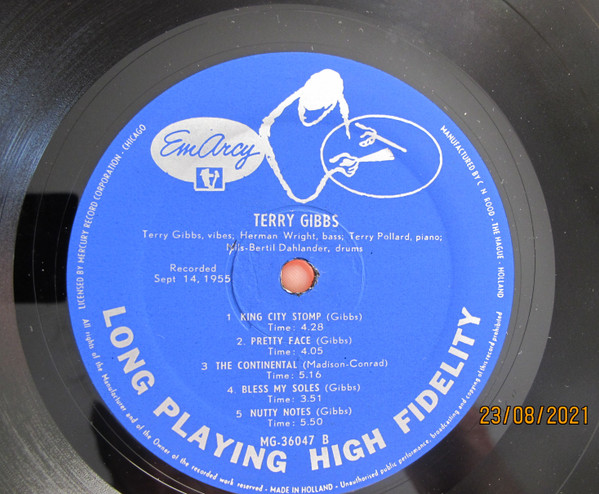 EmArcy
TERRY GIBBS
Terry Gibbs, vibes; Herman Wright, bass; Terry Pollard, piano;
Nils-Bertil Dahlander, drums
Recorded
Sept 14, 1955
1 KING CITY STOMP (Gibbs)
Time: 4.28
2. PRETTY FACE (Gibbs)
Time: 4.05
3 THE CONTINENTAL (Madison-Conrad)
Time: 5.16
4. BLESS MY SOLES (Gibbs)
Time: 3.51
5 NUTTY NOTES (Gibbs)
Time: 5.50
MG-36047 B
LONG PLAYING HIGH FIDELITY
LICENSED BY MERCURY RECORD CORPORATION - CHICAGO
MANUFACTURED BY C. N. ROOD - THE HAGUE - HOLLAND
All rights of the Manufacturer and of the Owner of the recorded work reserved - MADE IN HOLLAND - Unauthorised public performance, broadcasting and copying of this record prohibited
23/08/2021